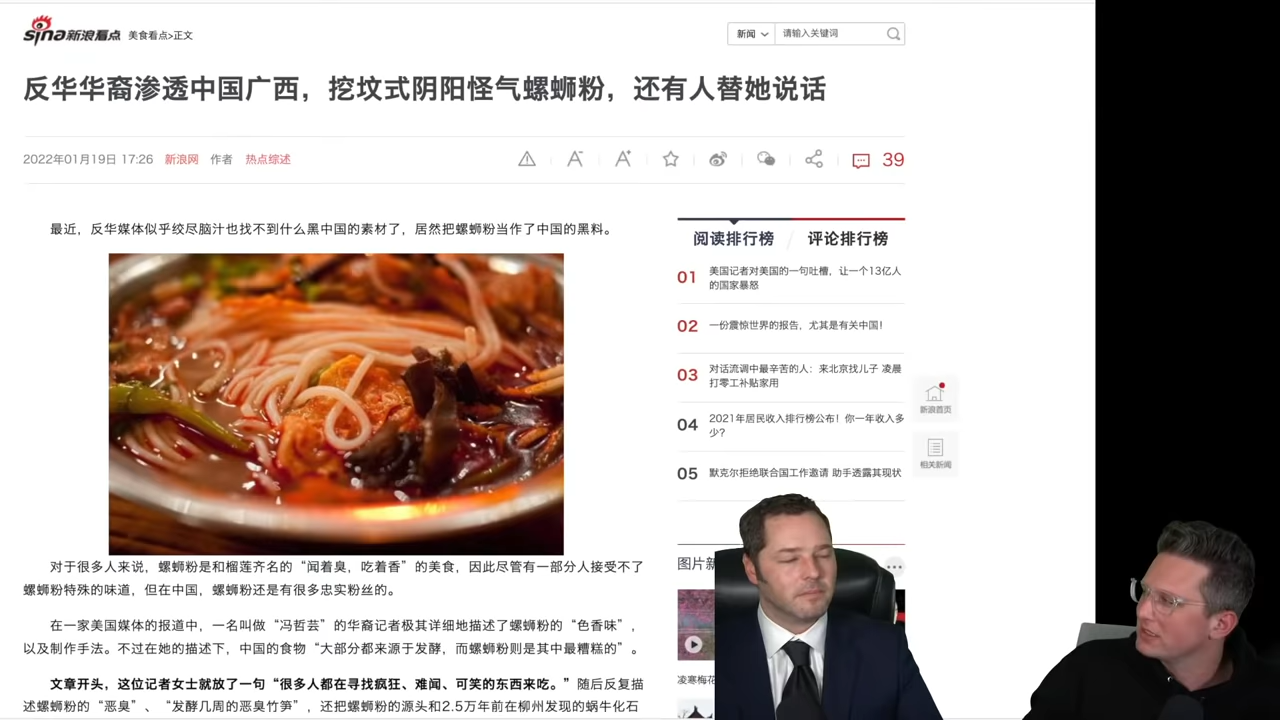 sina新浪看点 美食看点>正文
新闻 请输入关键词
反华华裔渗透中国广西，挖坟式阴阳怪气螺蛳粉，还有人替她说话
2022年01月19日 17:26 新浪网 作者 热点综述
39
最近，反华媒体似乎绞尽脑汁也找不到什么黑中国的素材了，居然把螺蛳粉当作了中国的黑料。
对于很多人来说，螺蛳粉是和榴莲齐名的“闻着臭，吃着香”的美食，因此尽管有一部分人接受不了
螺蛳粉特殊的味道，但在中国，螺蛳粉还是有很多忠实粉丝的。
在一家美国媒体的报道中，一名叫做“冯哲芸”的华裔记者极其详细地描述了螺蛳粉的“色香味”，
以及制作手法。不过在她的描述下，中国的食物“大部分都来源于发酵，而螺蛳粉则是其中最糟糕的”。
文章开头，这位记者女士就放了一句“很多人都在寻找疯狂、难闻、可笑的东西来吃。”随后反复描
述螺蛳粉的“恶臭”、“发酵几周的恶臭竹笋”，还把螺蛳粉的源头和2.5万年前在柳州发现的蜗牛化石
阅读排行榜 / 评论排行榜
01 美国记者对美国的一句吐槽，让一个13亿人
的国家暴怒
02 一份震惊世界的报告，尤其是有关中国！
03 对话流调中最辛苦的人：来北京找儿子 凌晨
打零工补贴家用
04 2021年居民收入排行榜公布！你一年收入多
少？
05 默克尔拒绝联合国工作邀请 助手透露其现状
图片新
凌寒梅花
新浪首页
相关新闻